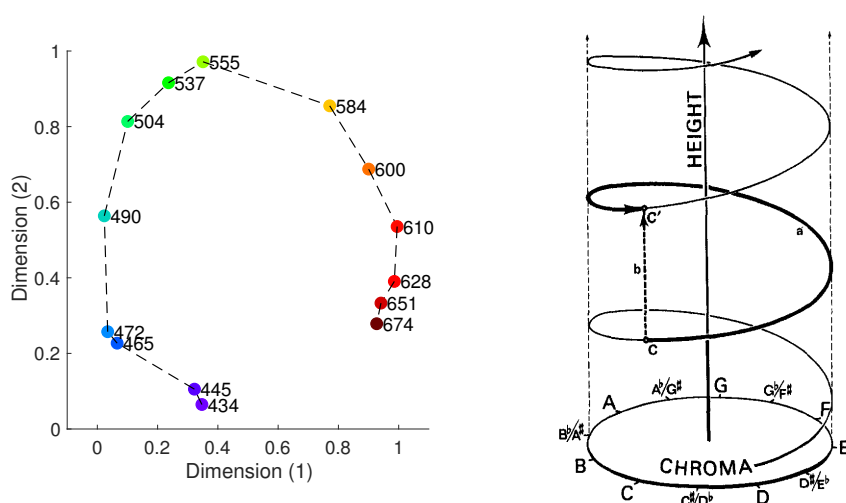 1
0.8
0.6
0.4
0.2
0
0
0.2
0.4
0.6
0.8
1
Dimension (1)
Dimension (2)
555
537
504
490
472
465
445
434
584
600
610
628
651
674
HEIGHT
C'
a
b
C
G
A♭/G♯
G♭/F♯
A
F
B♭/A♯
E
B
CHROMA
D♯/E♭
C
C♯/D♭
D